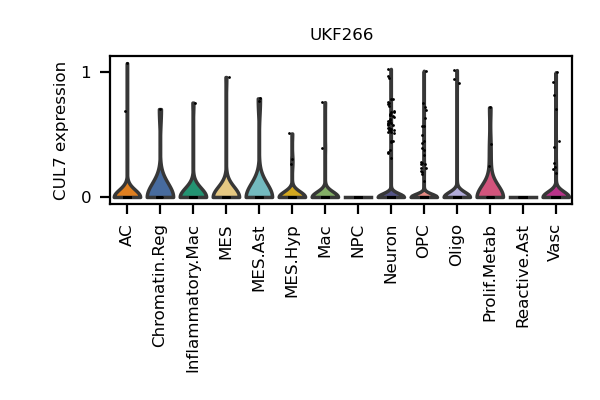 UKF266
CUL7 expression
1
0
AC
Chromatin.Reg
Inflammatory.Mac
MES
MES.Ast
MES.Hyp
Mac
NPC
Neuron
OPC
Oligo
Prolif.Metab
Reactive.Ast
Vasc